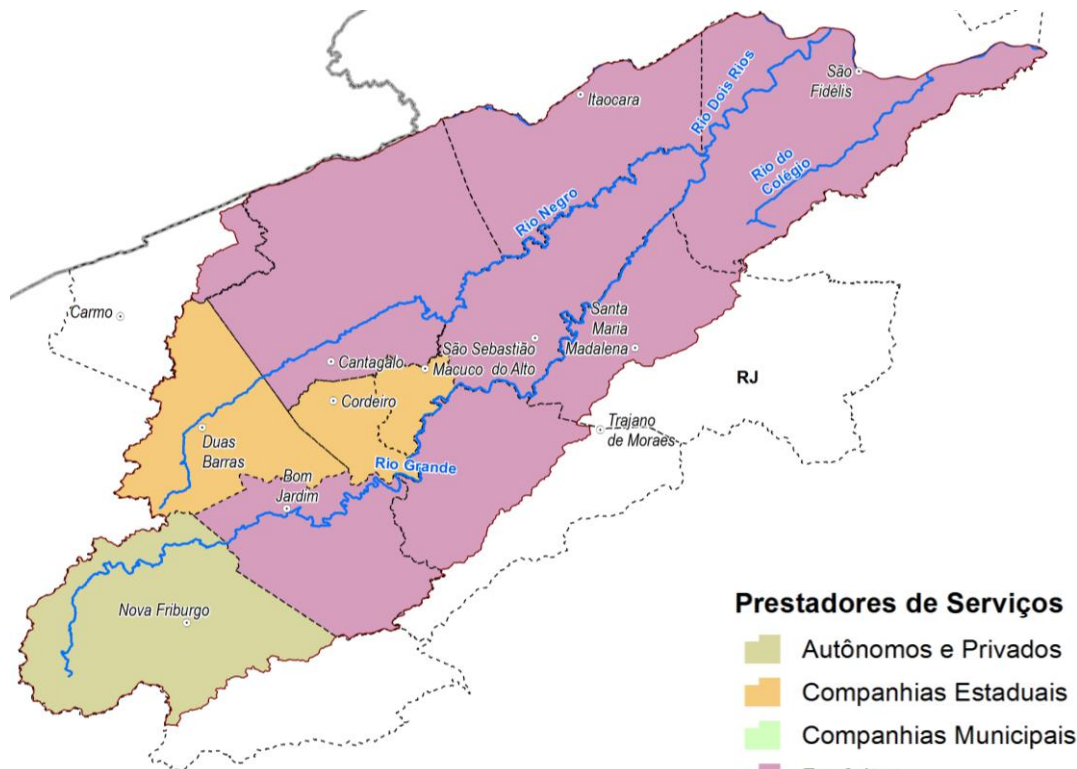 São
Fidélis
Itaocara
Rio Dois Rios
Rio do
Colégio
Rio Negro
Carmo
Santa
Maria
Madalena
São Sebastião
do Alto
Cantagalo
Macuco
Cordeiro
RJ
Trajano
de Moraes
Duas
Barras
Rio Grande
Bom
Jardim
Nova Friburgo
Prestadores de Serviços
Autônomos e Privados
Companhias Estaduais
Companhias Municipais